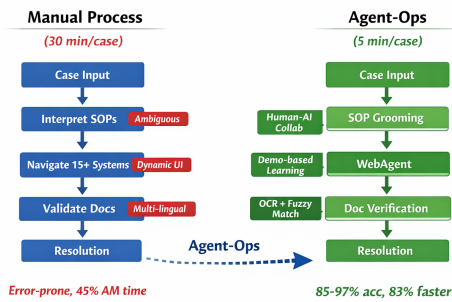 Manual Process
(30 min/case)
Case Input
Interpret SOPs
Ambiguous
Navigate 15+ Systems
Dynamic UI
Validate Docs
Multi-lingual
Resolution
Error-prone, 45% AM time
Agent-Ops
Agent-Ops
(5 min/case)
Case Input
Human-AI
Collab
SOP Grooming
Demo-based
Learning
WebAgent
OCR + Fuzzy
Match
Doc Verification
Resolution
85-97% acc, 83% faster